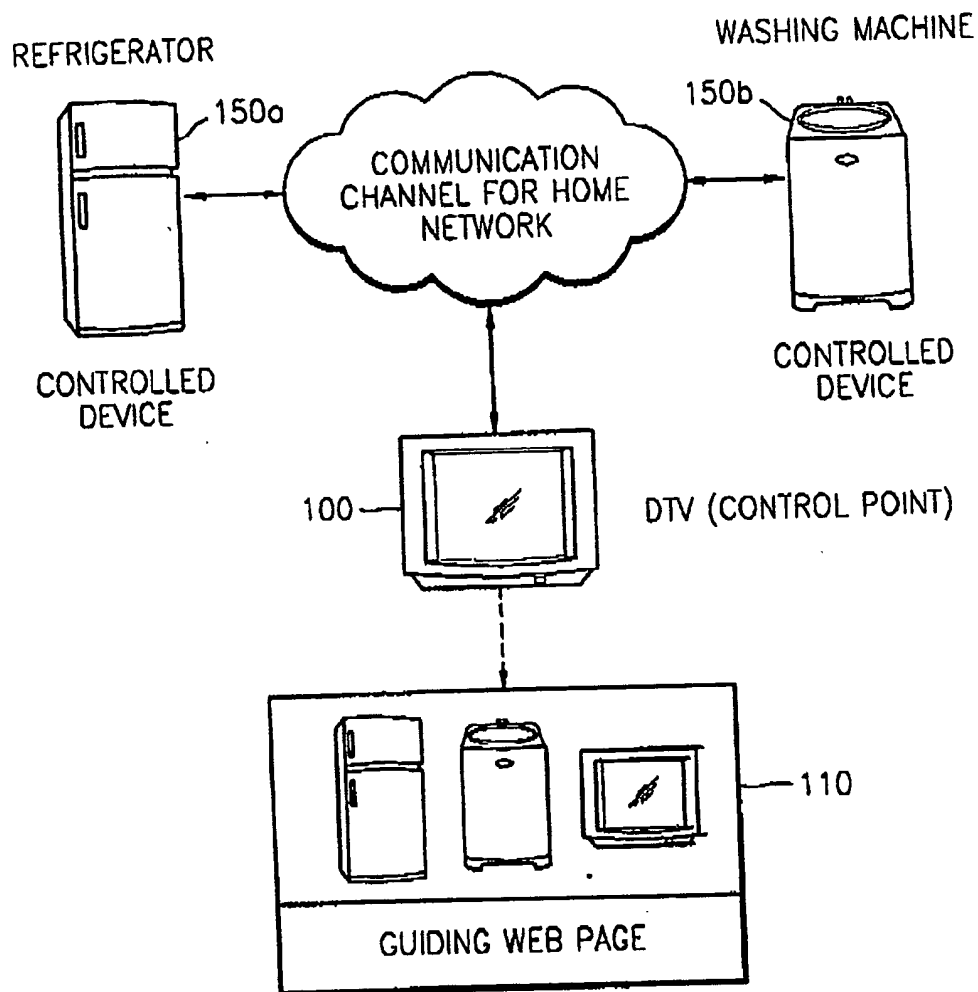 REFRIGERATOR
WASHING MACHINE
150a
150b
COMMUNICATION
CHANNEL FOR HOME
NETWORK
CONTROLLED
DEVICE
CONTROLLED
DEVICE
100
DTV (CONTROL POINT)
110
GUIDING WEB PAGE